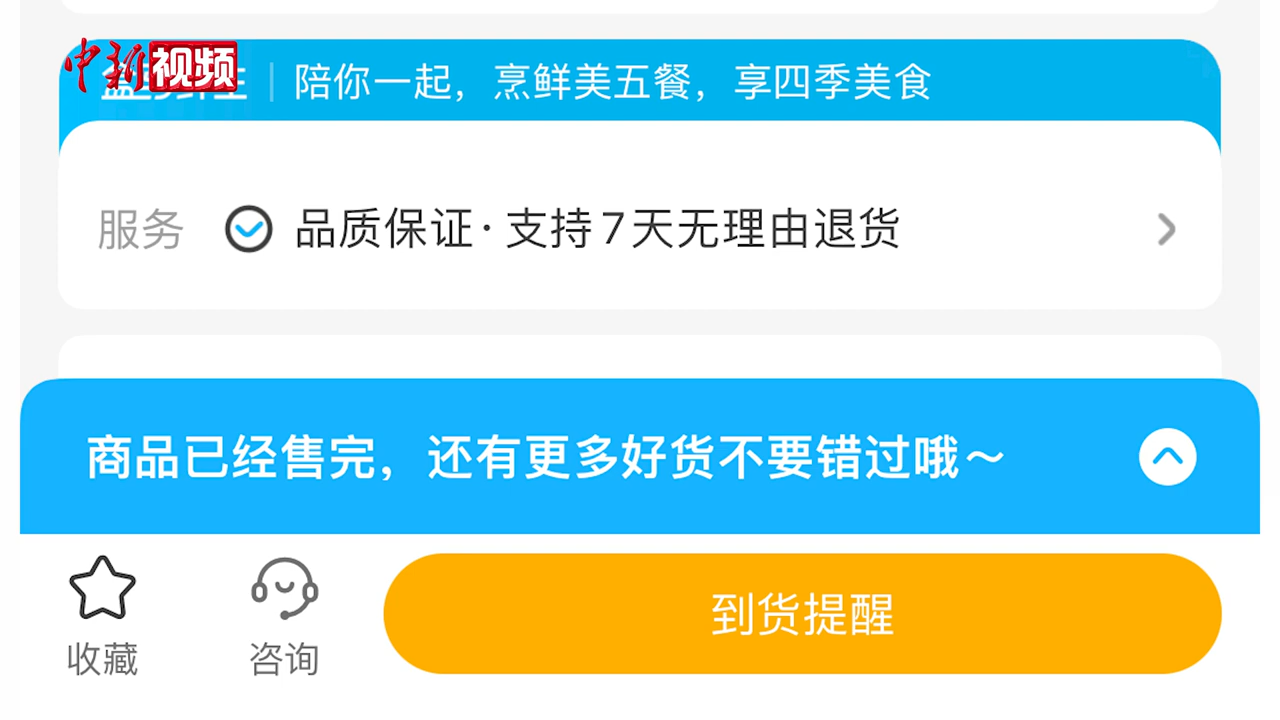 中新视频
陪你一起，烹鲜美五餐，享四季美食
服务 品质保证·支持7天无理由退货
商品已经售完，还有更多好货不要错过哦～
收藏 咨询 到货提醒